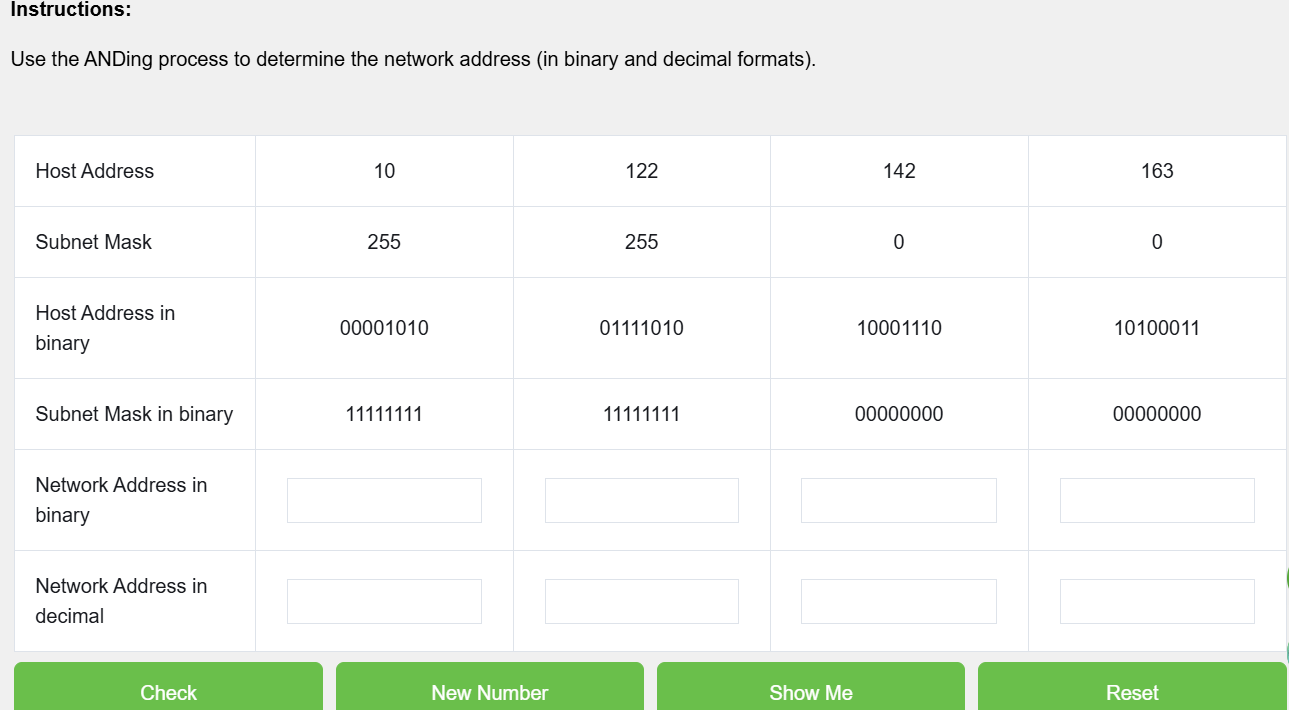 Instructions:
Use the ANDing process to determine the network address (in binary and decimal formats).
Host Address 10 122 142 163
Subnet Mask 255 255 0 0
Host Address in
binary 00001010 01111010 10001110 10100011
Subnet Mask in binary 11111111 11111111 00000000 00000000
Network Address in
binary
Network Address in
decimal
Check New Number Show Me Reset